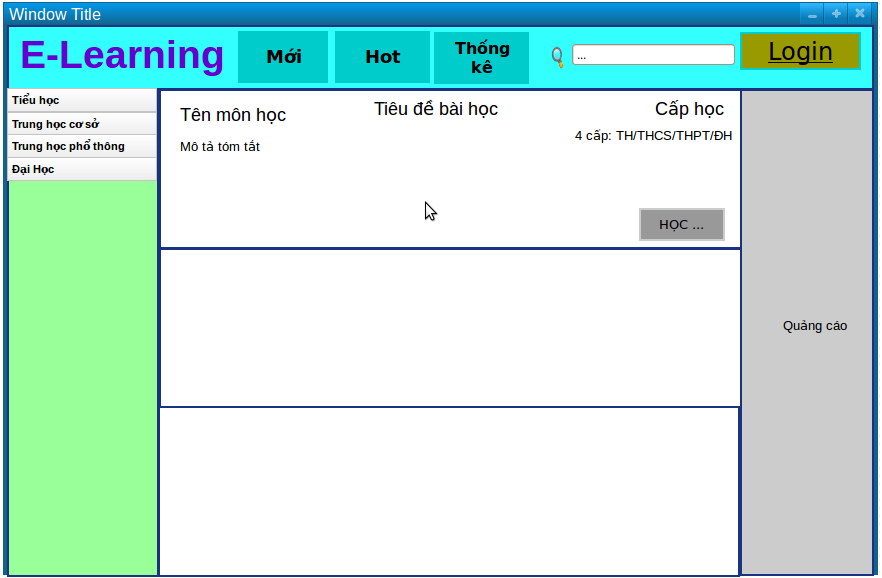 Window Title
E-Learning
Mới
Hot
Thống
kê
...
Login
Tiểu học
Trung học cơ sở
Trung học phổ thông
Đại Học
Tên môn học
Tiêu đề bài học
Cấp học
4 cấp: TH/THCS/THPT/ĐH
Mô tả tóm tắt
HỌC ...
Quảng cáo